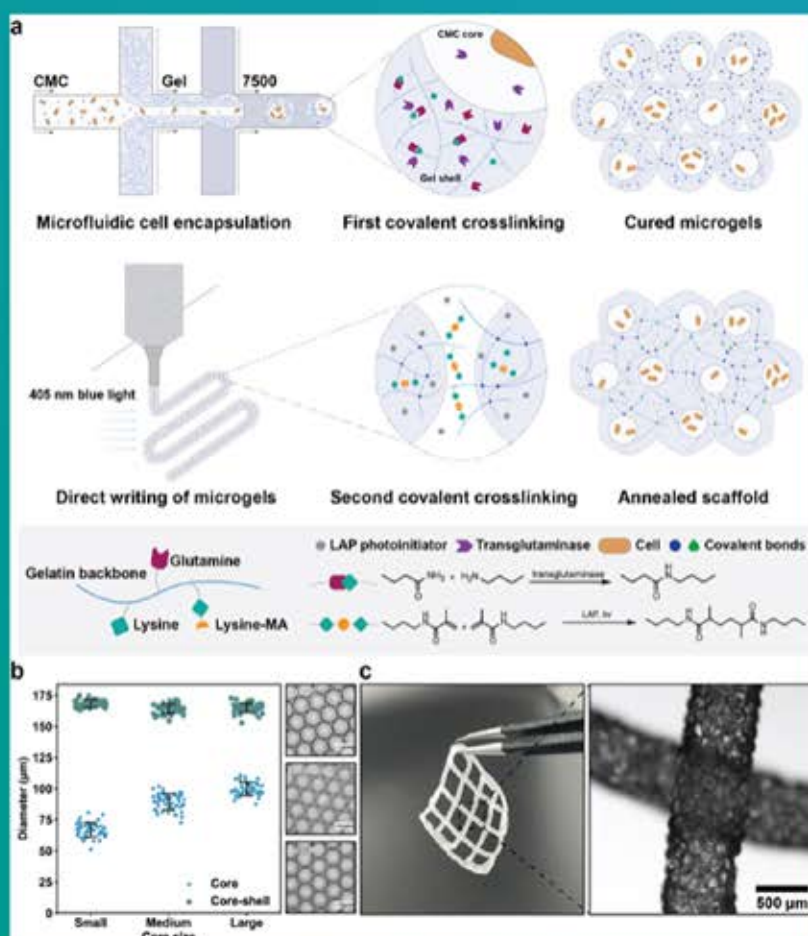 a
CMC Gel 7500
CMC core
Gel shell
Microfluidic cell encapsulation First covalent crosslinking Cured microgels
405 nm blue light
Direct writing of microgels Second covalent crosslinking Annealed scaffold
Glutamine
Gelatin backbone
Lysine Lysine-MA
LAP photoinitiator Transglutaminase Cell Covalent bonds
NH₂ + H₂N transglutaminase
LAP, hv
b c
Diameter (µm)
175
150
125
100
75
50
25
0
Core
Core-shell
Small Medium Large
Core size
500 µm